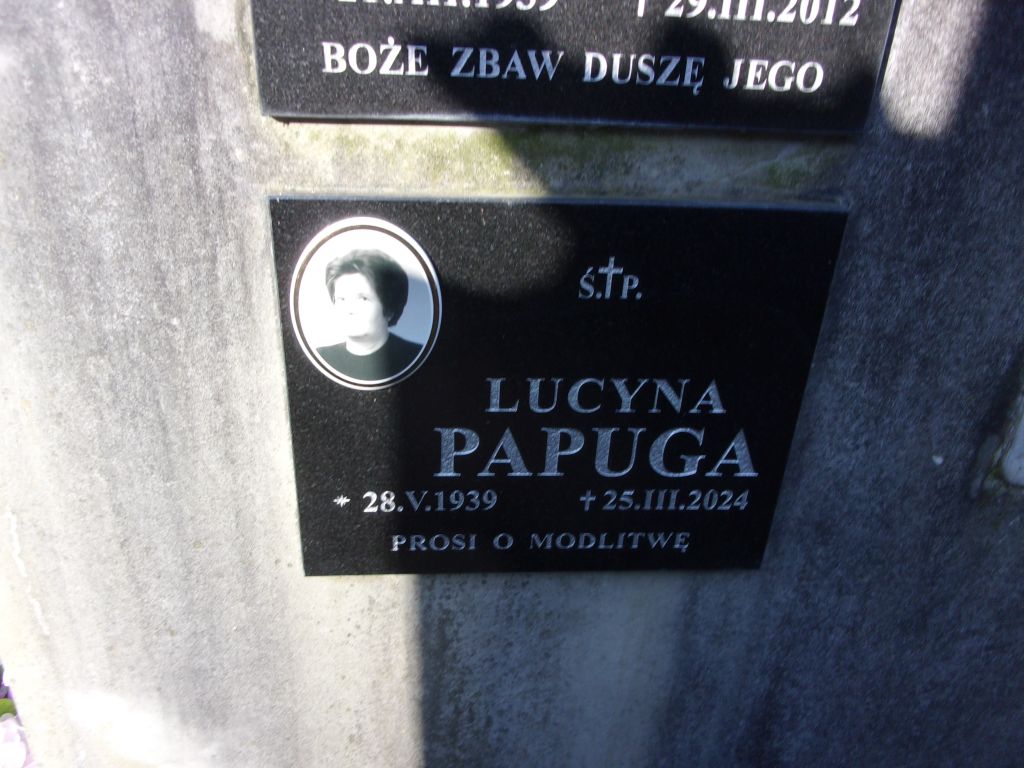 † 29.III.2012
BOŻE ZBAW DUSZĘ JEGO
Ś.†P.
LUCYNA
PAPUGA
* 28.V.1939 † 25.III.2024
PROSI O MODLITWĘ